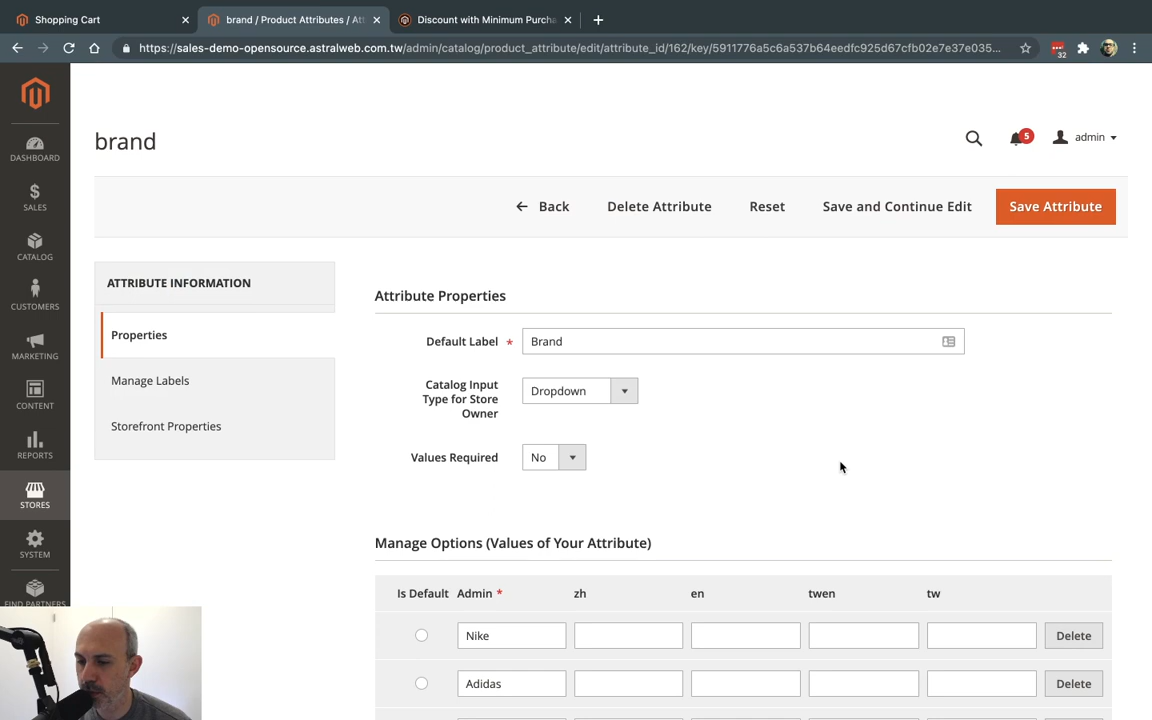 Shopping Cart
brand / Product Attributes / Att
Discount with Minimum Purcha
https://sales-demo-opensource.astralweb.com.tw/admin/catalog/product_attribute/edit/attribute_id/162/key/5911776a5c6a537b64eedfc925d67cfb02e7e37e035...
32
brand
5
admin
DASHBOARD
SALES
CATALOG
CUSTOMERS
MARKETING
CONTENT
REPORTS
STORES
SYSTEM
FIND PARTNERS
Back
Delete Attribute
Reset
Save and Continue Edit
Save Attribute
ATTRIBUTE INFORMATION
Properties
Manage Labels
Storefront Properties
Attribute Properties
Default Label * Brand
Catalog Input
Type for Store
Owner
Dropdown
Values Required No
Manage Options (Values of Your Attribute)
Is Default Admin * zh en twen tw
Nike Delete
Adidas Delete